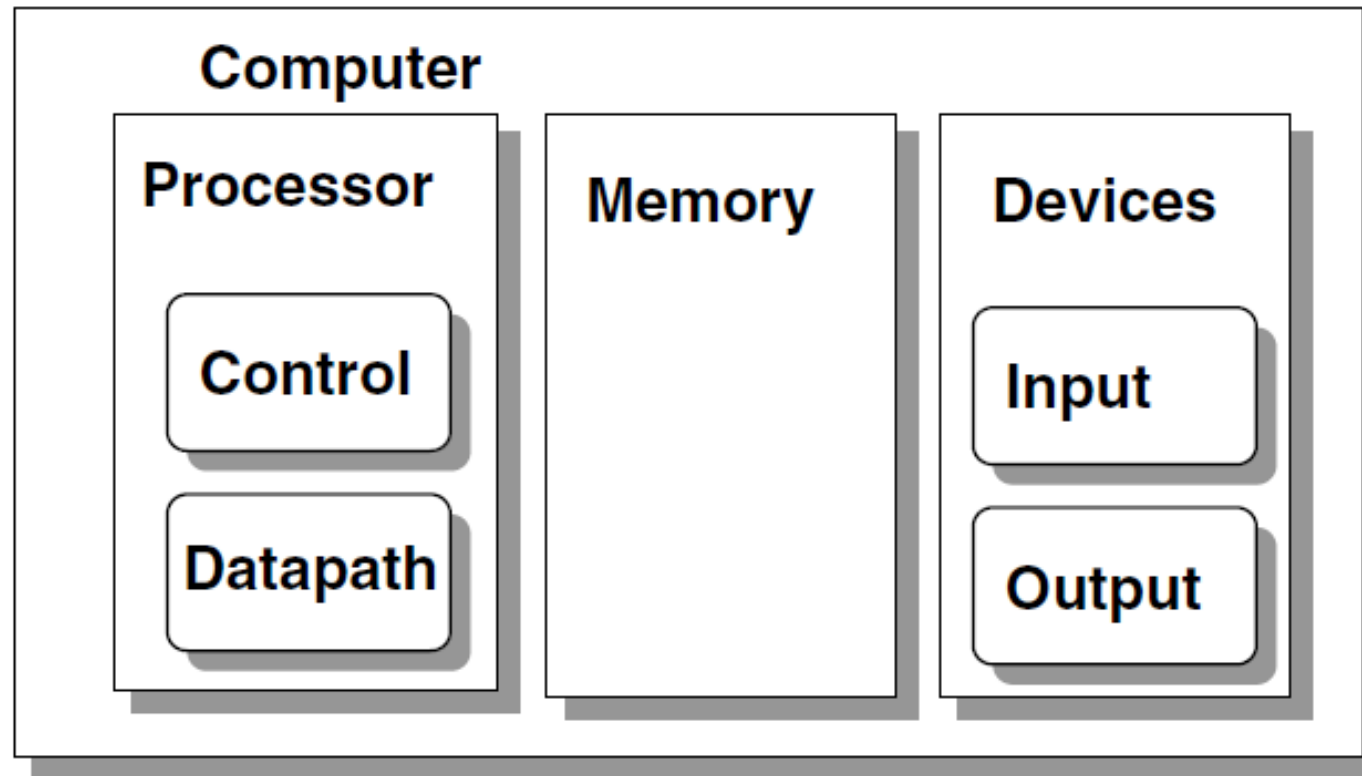 Computer
Processor
Control
Datapath
Memory
Devices
Input
Output